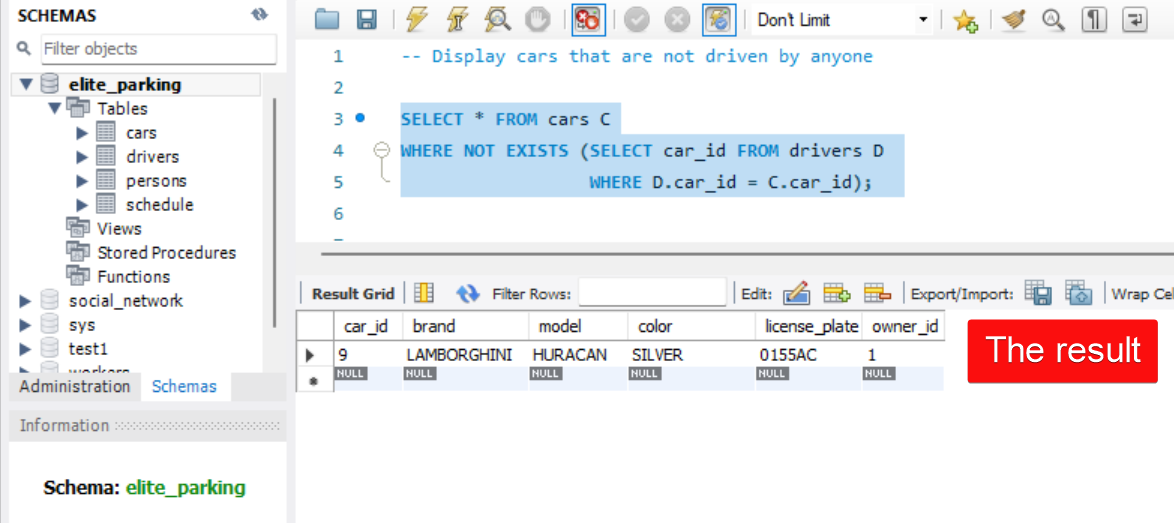 SCHEMAS
Filter objects
elite_parking
Tables
cars
drivers
persons
schedule
Views
Stored Procedures
Functions
social_network
sys
test1
workers
Administration Schemas
Information
Schema: elite_parking
Don't Limit
1 -- Display cars that are not driven by anyone
2
3 SELECT * FROM cars C
4 WHERE NOT EXISTS (SELECT car_id FROM drivers D
5 WHERE D.car_id = C.car_id);
6
Result Grid Filter Rows: Edit: Export/Import: Wrap Cel
car_id brand model color license_plate owner_id
9 LAMBORGHINI HURACAN SILVER 0155AC 1
NULL NULL NULL NULL NULL NULL
The result